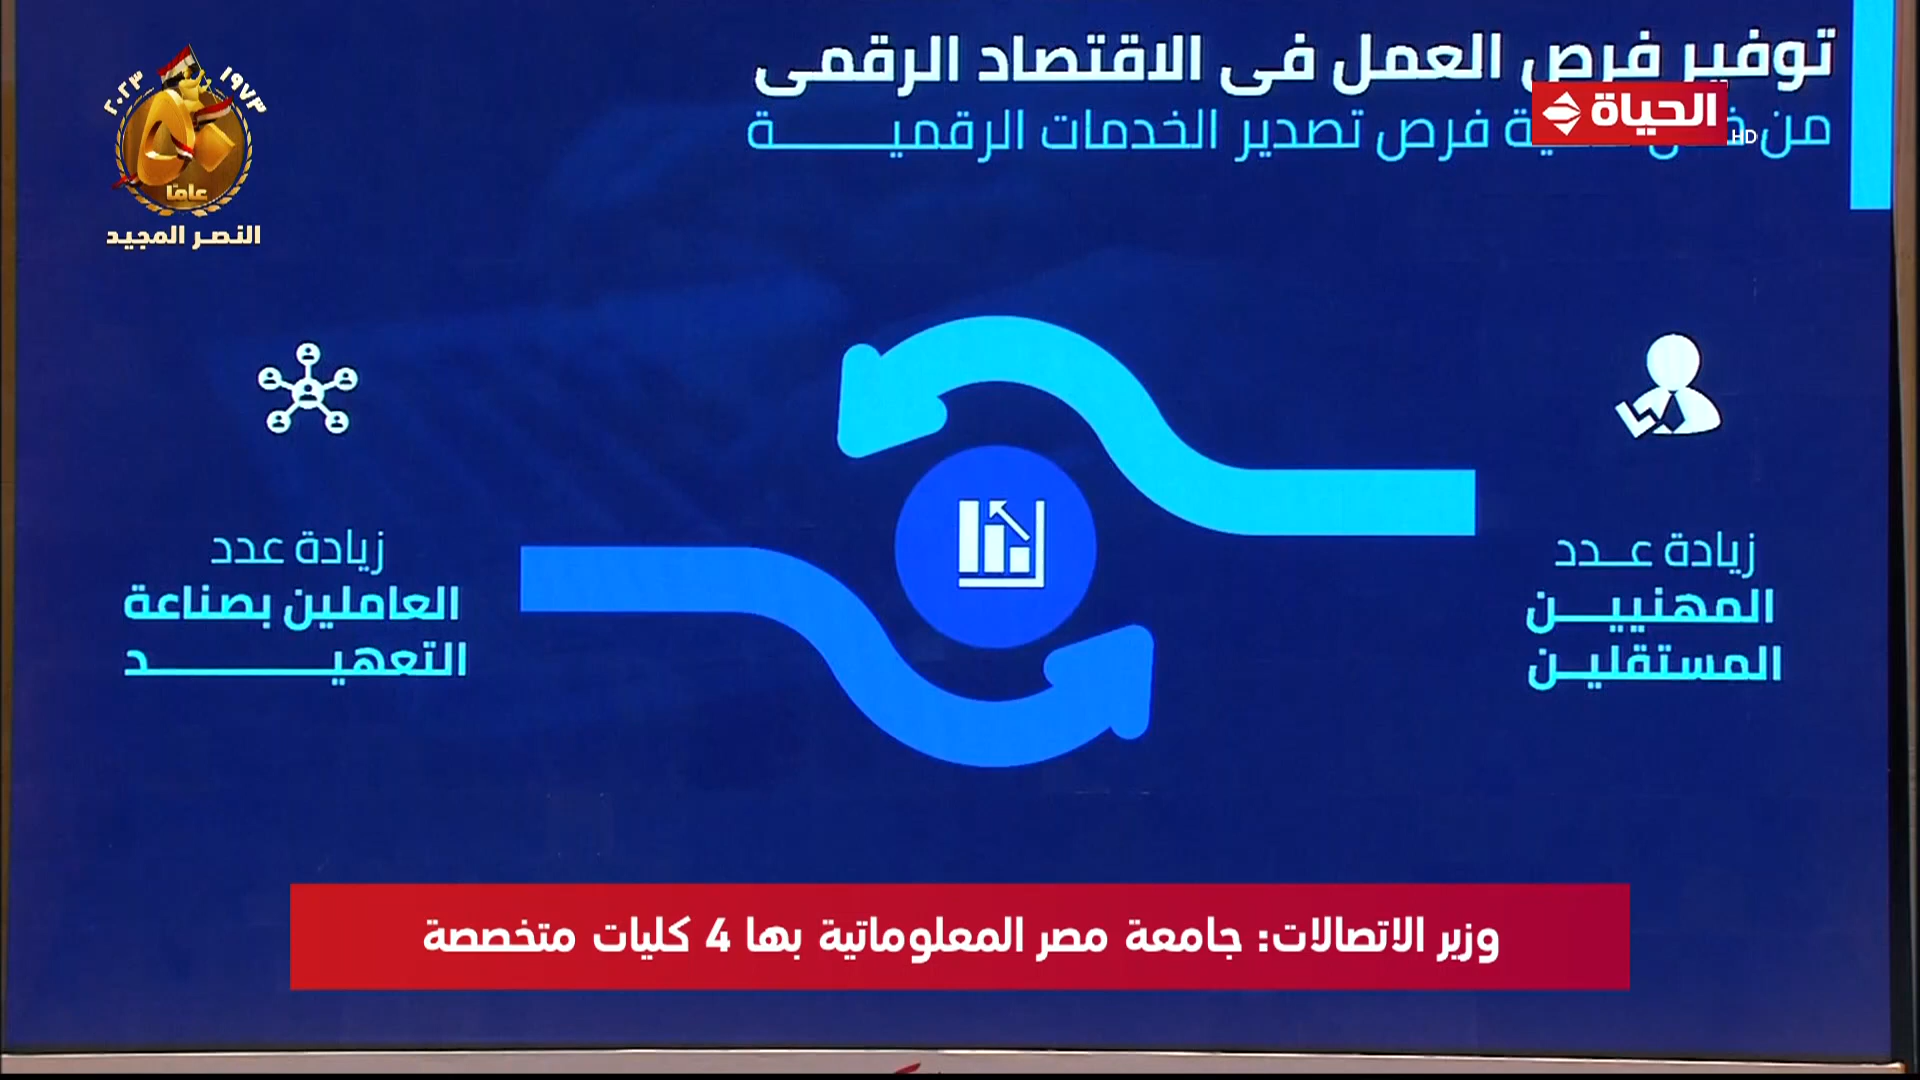 توفير فرص العمل فى الاقتصاد الرقمى
من فرص تصدير الخدمات الرقمية
الحياة
HD
١٩٧٣
٢٠٢٣
عامًا
النصر المجيد
زيادة عدد
المهنيين
المستقلين
زيادة عدد
العاملين بصناعة
التعهيد
وزير الاتصالات: جامعة مصر المعلوماتية بها 4 كليات متخصصة